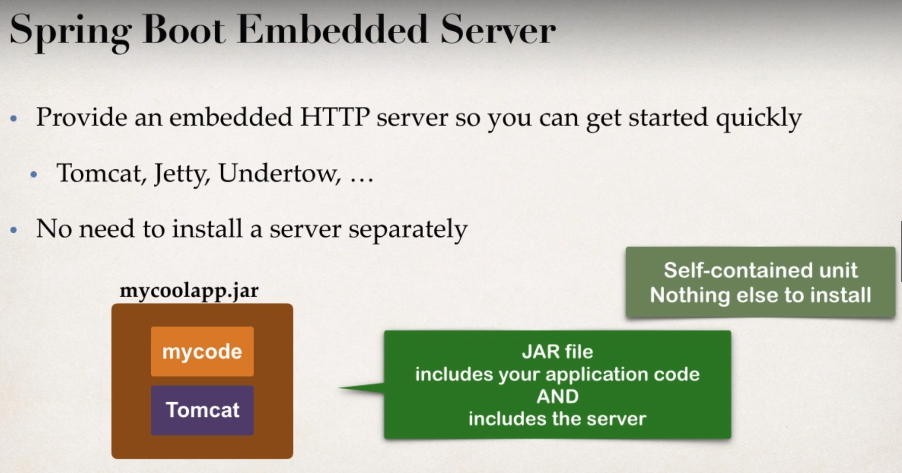 Spring Boot Embedded Server
• Provide an embedded HTTP server so you can get started quickly
• Tomcat, Jetty, Undertow, …
• No need to install a server separately
Self-contained unit
Nothing else to install
mycoolapp.jar
mycode
Tomcat
JAR file
includes your application code
AND
includes the server